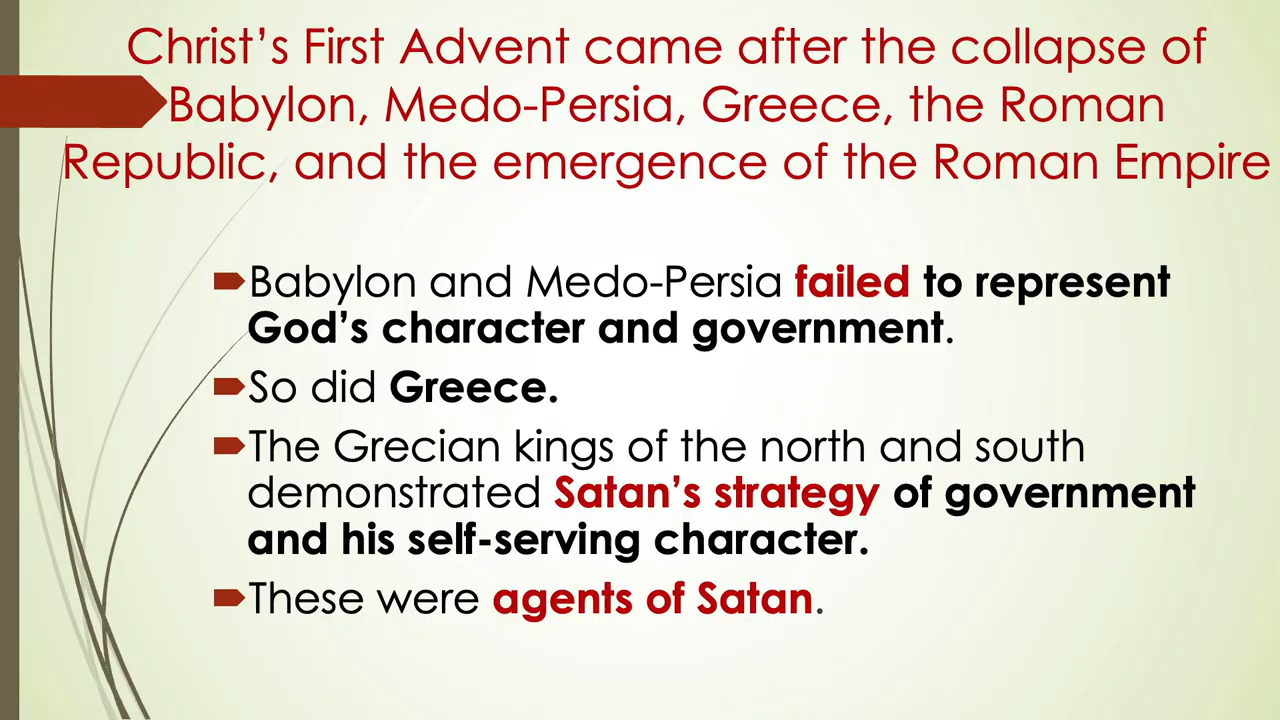 Christ’s First Advent came after the collapse of
Babylon, Medo-Persia, Greece, the Roman
Republic, and the emergence of the Roman Empire
Babylon and Medo-Persia failed to represent
God’s character and government.
So did Greece.
The Grecian kings of the north and south
demonstrated Satan’s strategy of government
and his self-serving character.
These were agents of Satan.